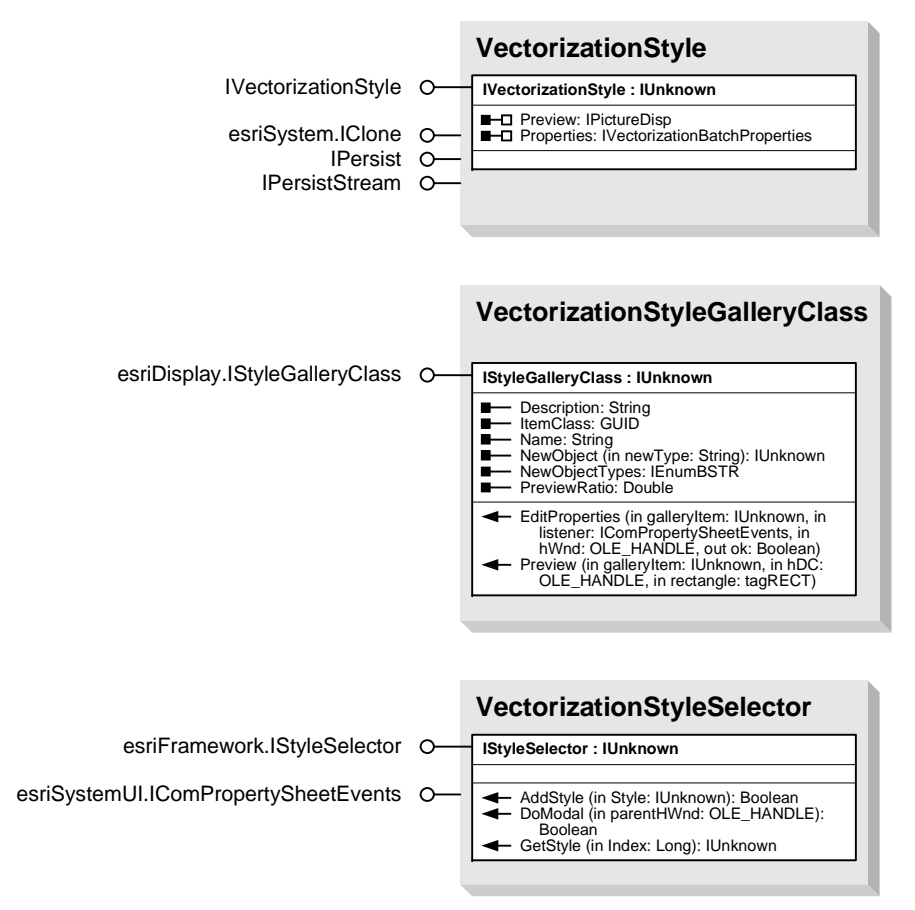 VectorizationStyle
IVectorizationStyle
IVectorizationStyle : IUnknown
Preview: IPictureDisp
esriSystem.IClone
Properties: IVectorizationBatchProperties
IPersist
IPersistStream
VectorizationStyleGalleryClass
esriDisplay.IStyleGalleryClass
IStyleGalleryClass : IUnknown
Description: String
ItemClass: GUID
Name: String
NewObject (in newType: String): IUnknown
NewObjectTypes: IEnumBSTR
PreviewRatio: Double
EditProperties (in galleryItem: IUnknown, in
listener: IComPropertySheetEvents, in
hWnd: OLE_HANDLE, out ok: Boolean)
Preview (in galleryItem: IUnknown, in hDC:
OLE_HANDLE, in rectangle: tagRECT)
VectorizationStyleSelector
esriFramework.IStyleSelector
IStyleSelector : IUnknown
esriSystemUI.IComPropertySheetEvents
AddStyle (in Style: IUnknown): Boolean
DoModal (in parentHWnd: OLE_HANDLE):
Boolean
GetStyle (in Index: Long): IUnknown